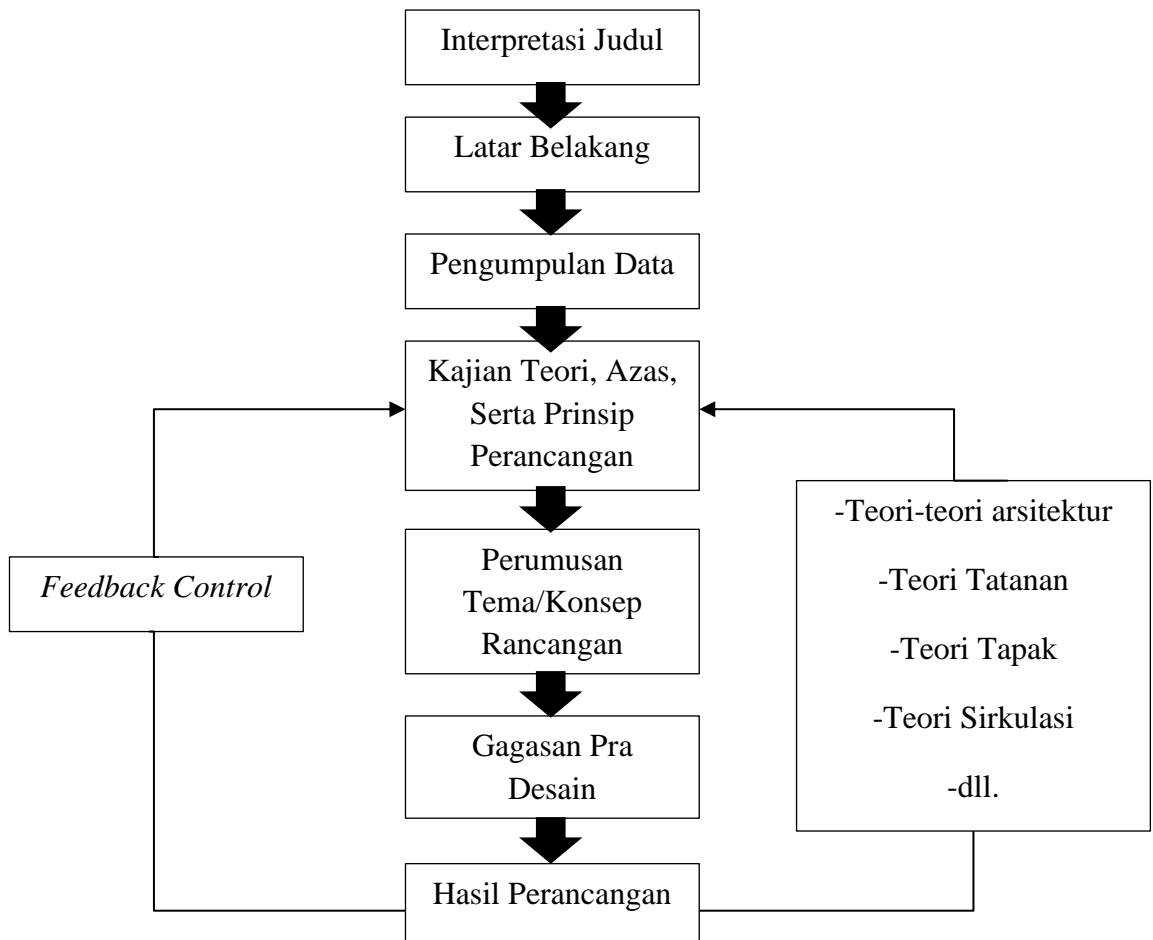 Interpretasi Judul
Latar Belakang
Pengumpulan Data
Kajian Teori, Azas,
Serta Prinsip
Perancangan
Perumusan
Tema/Konsep
Rancangan
Gagasan Pra
Desain
Hasil Perancangan
Feedback Control
-Teori-teori arsitektur
-Teori Tatanan
-Teori Tapak
-Teori Sirkulasi
-dll.